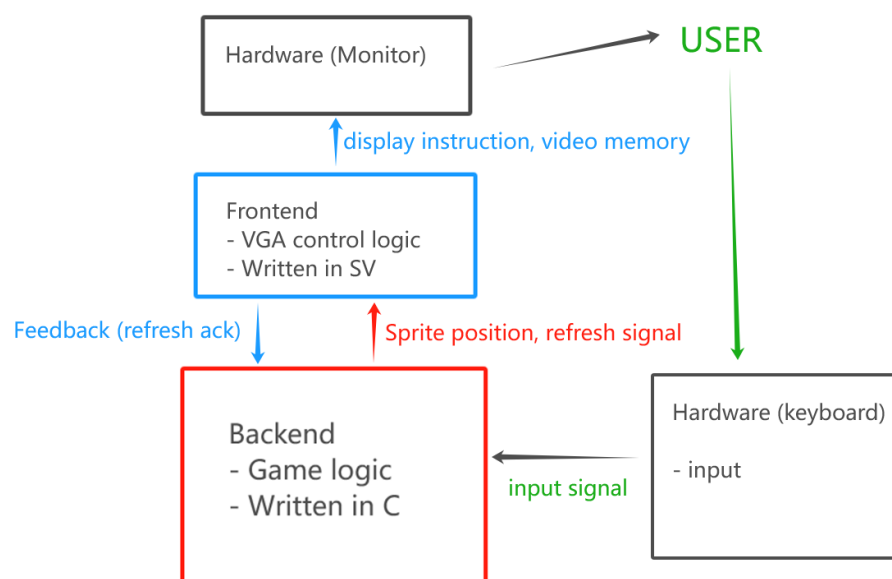 Hardware (Monitor)
USER
display instruction, video memory
Frontend
- VGA control logic
- Written in SV
Feedback (refresh ack)
Sprite position, refresh signal
Backend
- Game logic
- Written in C
Hardware (keyboard)
- input
input signal